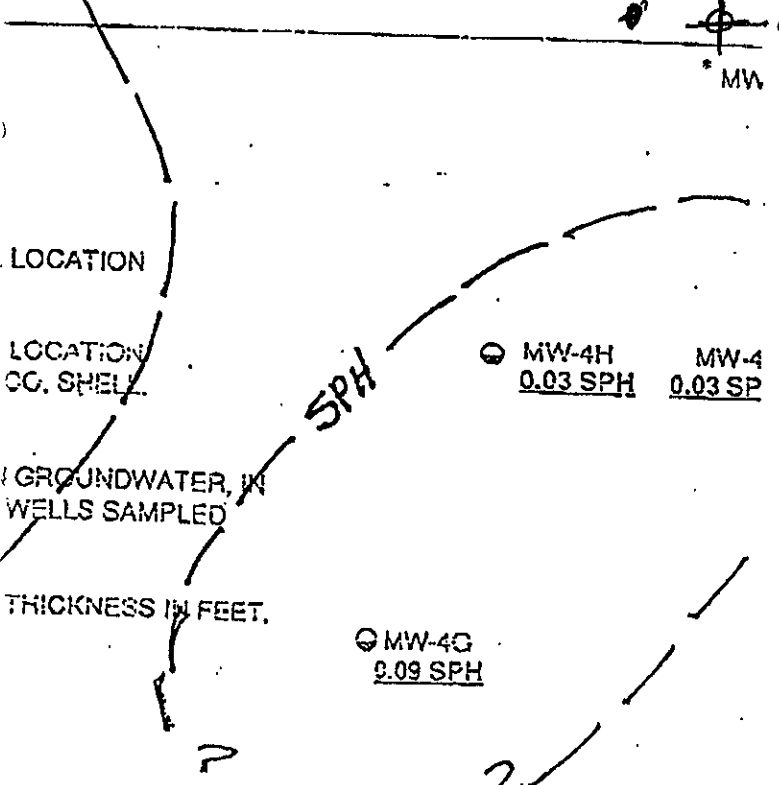 * MW
)
LOCATION
LOCATION
CO. SHELL.
SPH
MW-4H
0.03 SPH
MW-4
0.03 SP
GROUNDWATER, IN
WELLS SAMPLED
THICKNESS IN FEET.
MW-4G
0.09 SPH
?
?